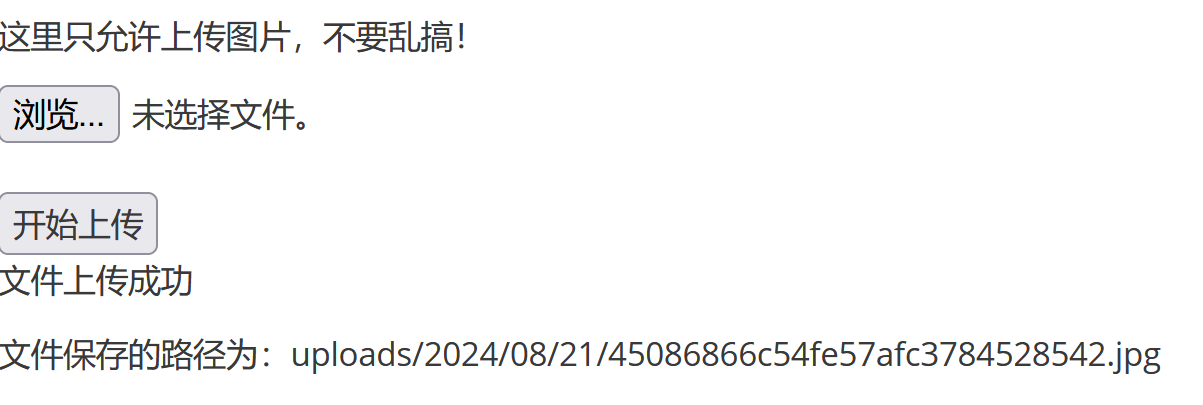 这里只允许上传图片，不要乱搞！
浏览... 未选择文件。
开始上传
文件上传成功
文件保存的路径为：uploads/2024/08/21/45086866c54fe57afc3784528542.jpg